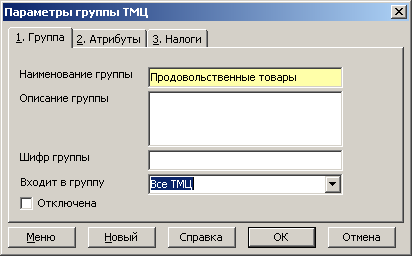 Параметры группы ТМЦ
1. Группа
2. Атрибуты
3. Налоги
Наименование группы
Продовольственные товары
Описание группы
Шифр группы
Входит в группу
Все ТМЦ
Отключена
Меню
Новый
Справка
ОК
Отмена